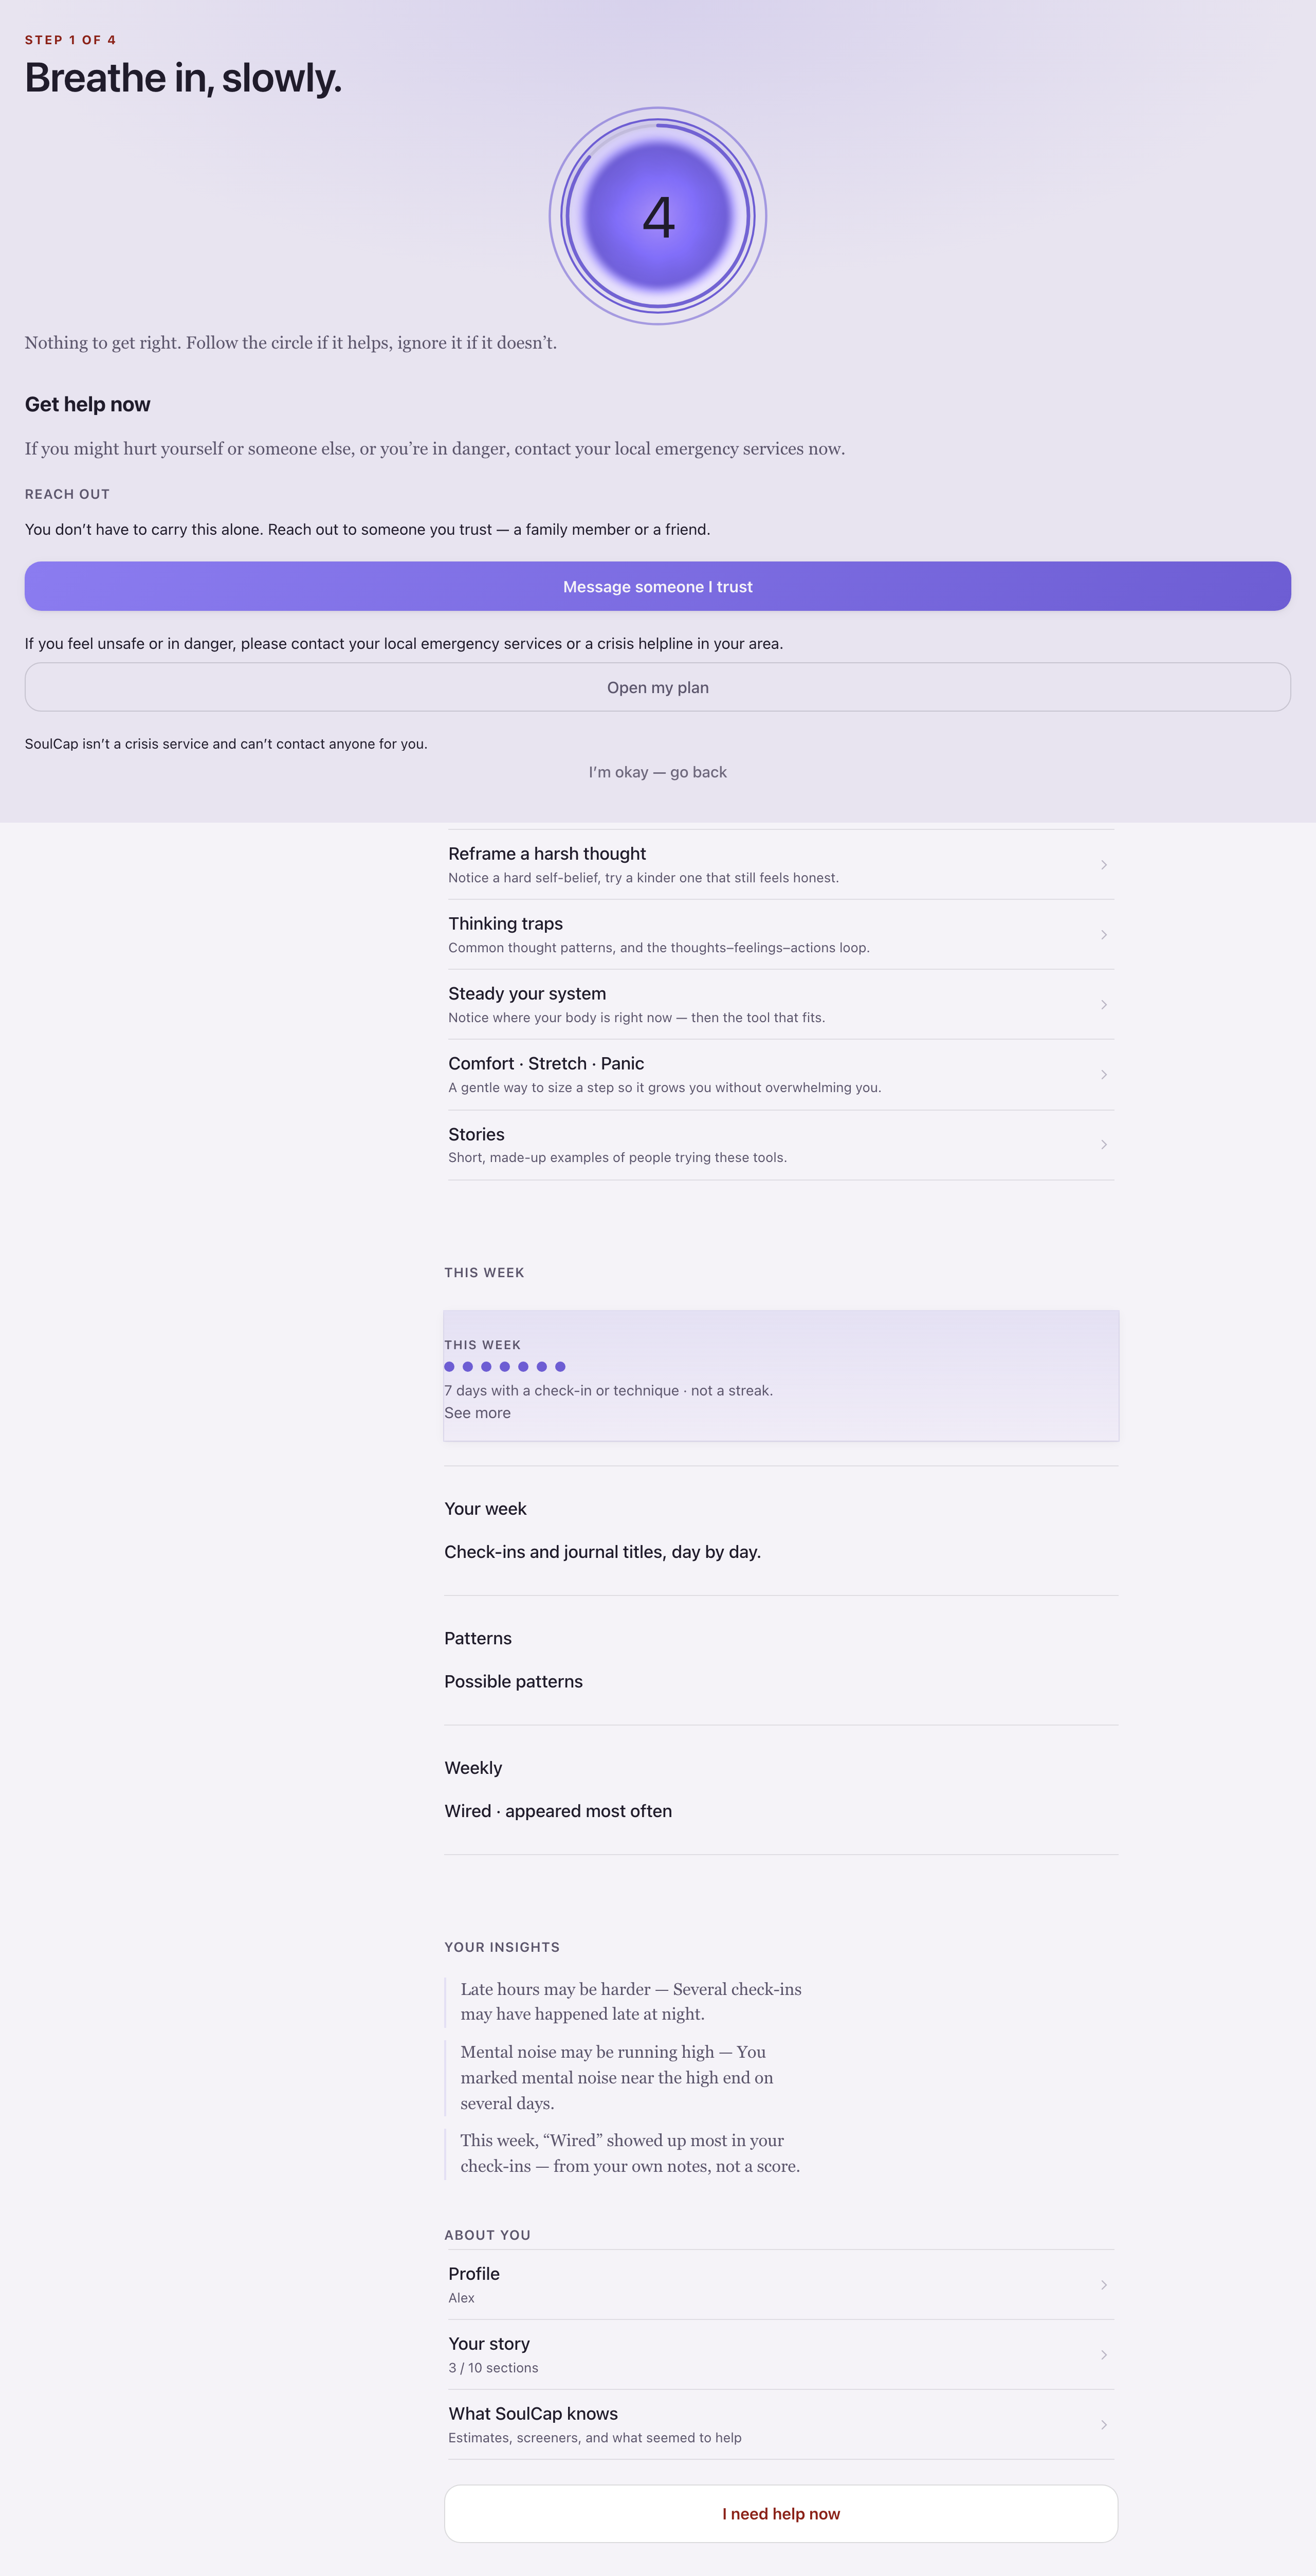 STEP 1 OF 4
Breathe in, slowly.
4
Nothing to get right. Follow the circle if it helps, ignore it if it doesn’t.
Get help now
If you might hurt yourself or someone else, or you’re in danger, contact your local emergency services now.
REACH OUT
You don’t have to carry this alone. Reach out to someone you trust — a family member or a friend.
Message someone I trust
If you feel unsafe or in danger, please contact your local emergency services or a crisis helpline in your area.
Open my plan
SoulCap isn’t a crisis service and can’t contact anyone for you.
I’m okay — go back
Reframe a harsh thought
Notice a hard self-belief, try a kinder one that still feels honest.
Thinking traps
Common thought patterns, and the thoughts–feelings–actions loop.
Steady your system
Notice where your body is right now — then the tool that fits.
Comfort · Stretch · Panic
A gentle way to size a step so it grows you without overwhelming you.
Stories
Short, made-up examples of people trying these tools.
THIS WEEK
THIS WEEK
7 days with a check-in or technique · not a streak.
See more
Your week
Check-ins and journal titles, day by day.
Patterns
Possible patterns
Weekly
Wired · appeared most often
YOUR INSIGHTS
Late hours may be harder — Several check-ins
may have happened late at night.
Mental noise may be running high — You
marked mental noise near the high end on
several days.
This week, “Wired” showed up most in your
check-ins — from your own notes, not a score.
ABOUT YOU
Profile
Alex
Your story
3 / 10 sections
What SoulCap knows
Estimates, screeners, and what seemed to help
I need help now